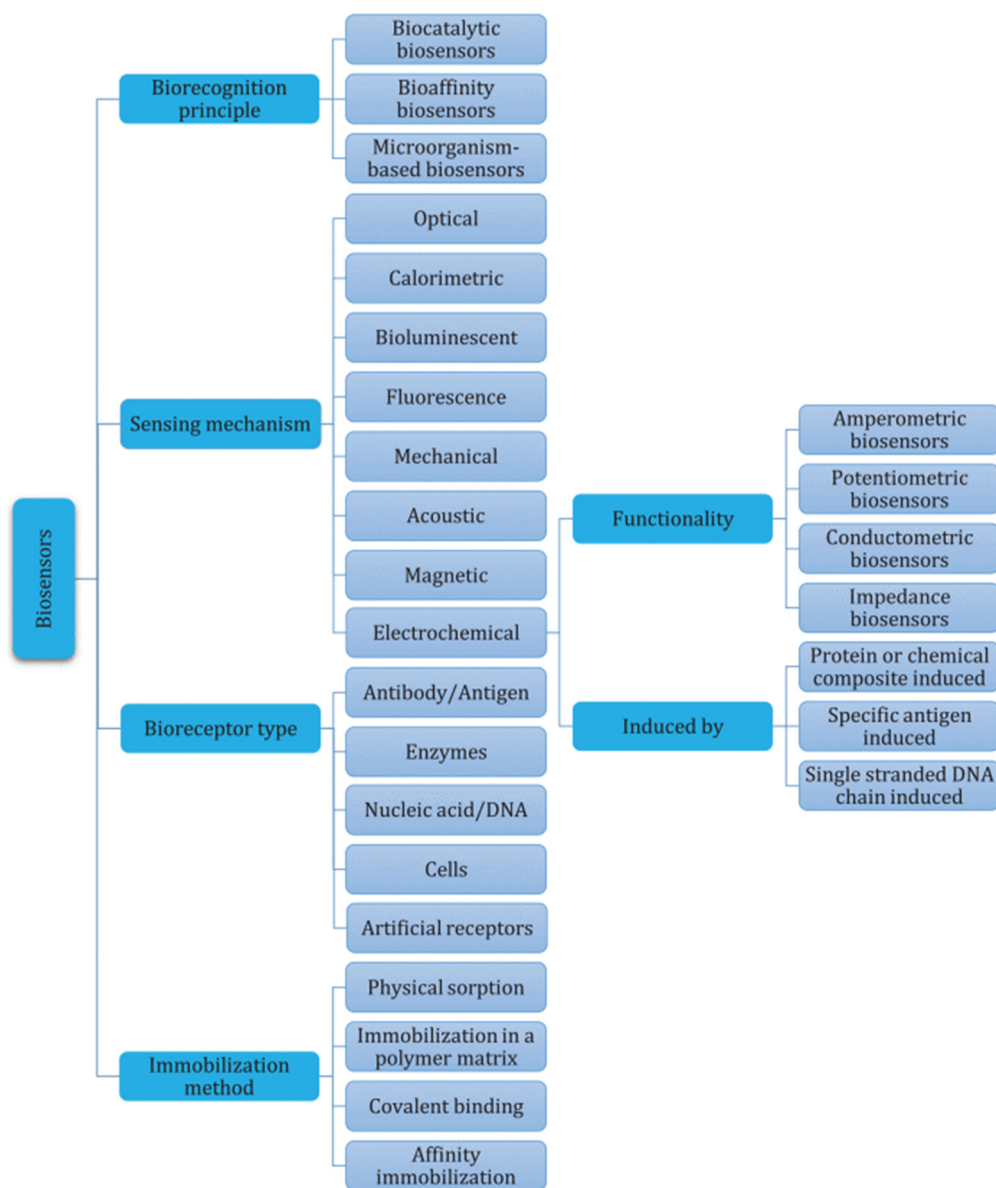 Biosensors
Biorecognition
principle
Biocatalytic
biosensors
Bioaffinity
biosensors
Microorganism-
based biosensors
Sensing mechanism
Optical
Calorimetric
Bioluminescent
Fluorescence
Mechanical
Acoustic
Magnetic
Electrochemical
Functionality
Amperometric
biosensors
Potentiometric
biosensors
Conductometric
biosensors
Impedance
biosensors
Induced by
Protein or chemical
composite induced
Specific antigen
induced
Single stranded DNA
chain induced
Bioreceptor type
Antibody/Antigen
Enzymes
Nucleic acid/DNA
Cells
Artificial receptors
Immobilization
method
Physical sorption
Immobilization in a
polymer matrix
Covalent binding
Affinity
immobilization